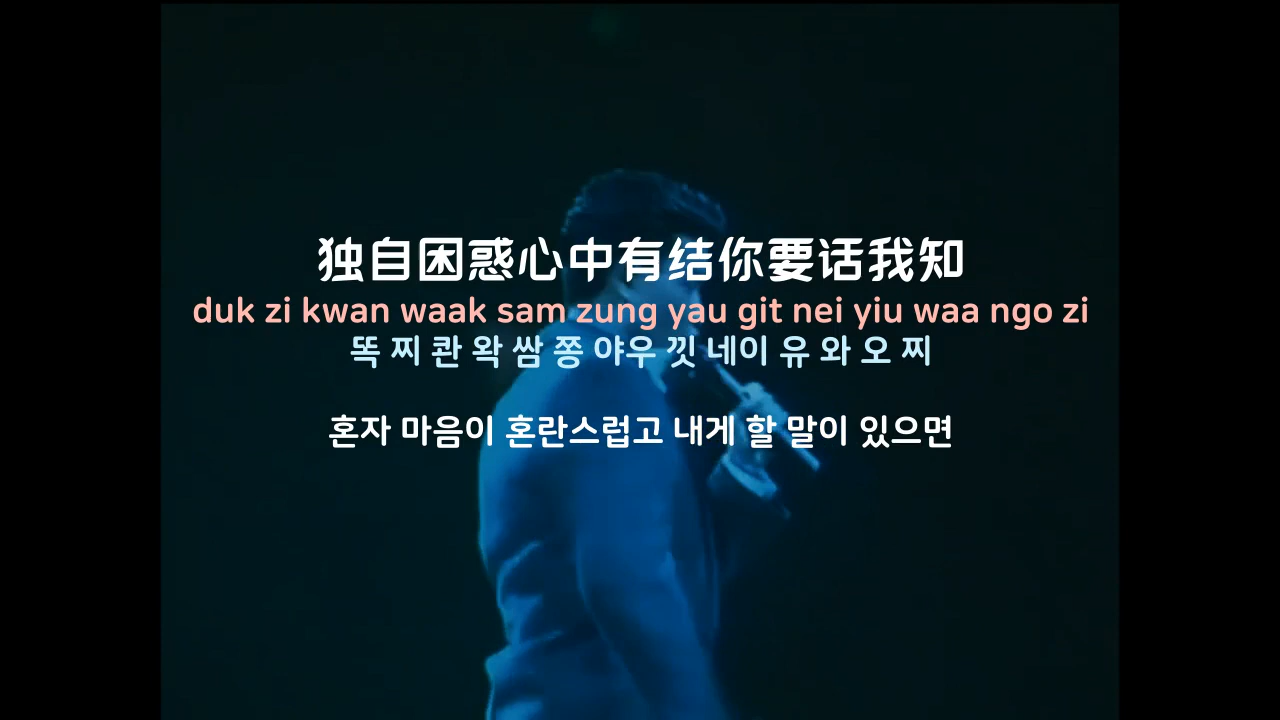 独自困惑心中有结你要话我知
duk zi kwan waak sam zung yau git nei yiu waa ngo zi
똑 찌 콴 왁 쌈 쫑 야우 낏 네이 유 와 오 찌
혼자 마음이 혼란스럽고 내게 할 말이 있으면